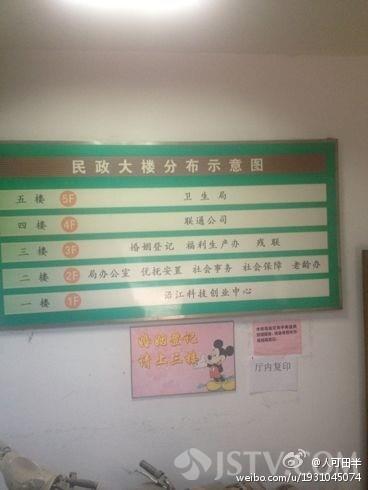 民政大楼分布示意图
五楼 5F 卫生局
四楼 4F 联通公司
三楼 3F 婚姻登记 福利生产办 残联
二楼 2F 局办公室 优抚安置 社会事务 社会保障 老龄办
一楼 1F 沿江科技创业中心
婚姻登记
请上三楼
厅内复印
JSTV.COM
@人可田半
weibo.com/u/1931045074